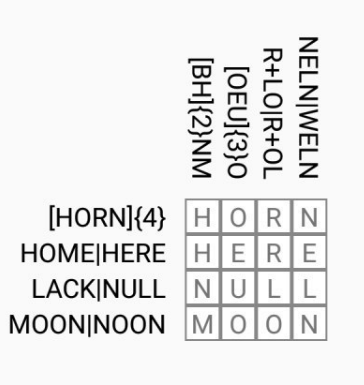 [BH]{2}NM
[OEU]{3}O
R+LO|R+OL
NELN|WELN
[HORN]{4} H O R N
HOME|HERE H E R E
LACK|NULL N U L L
MOON|NOON M O O N